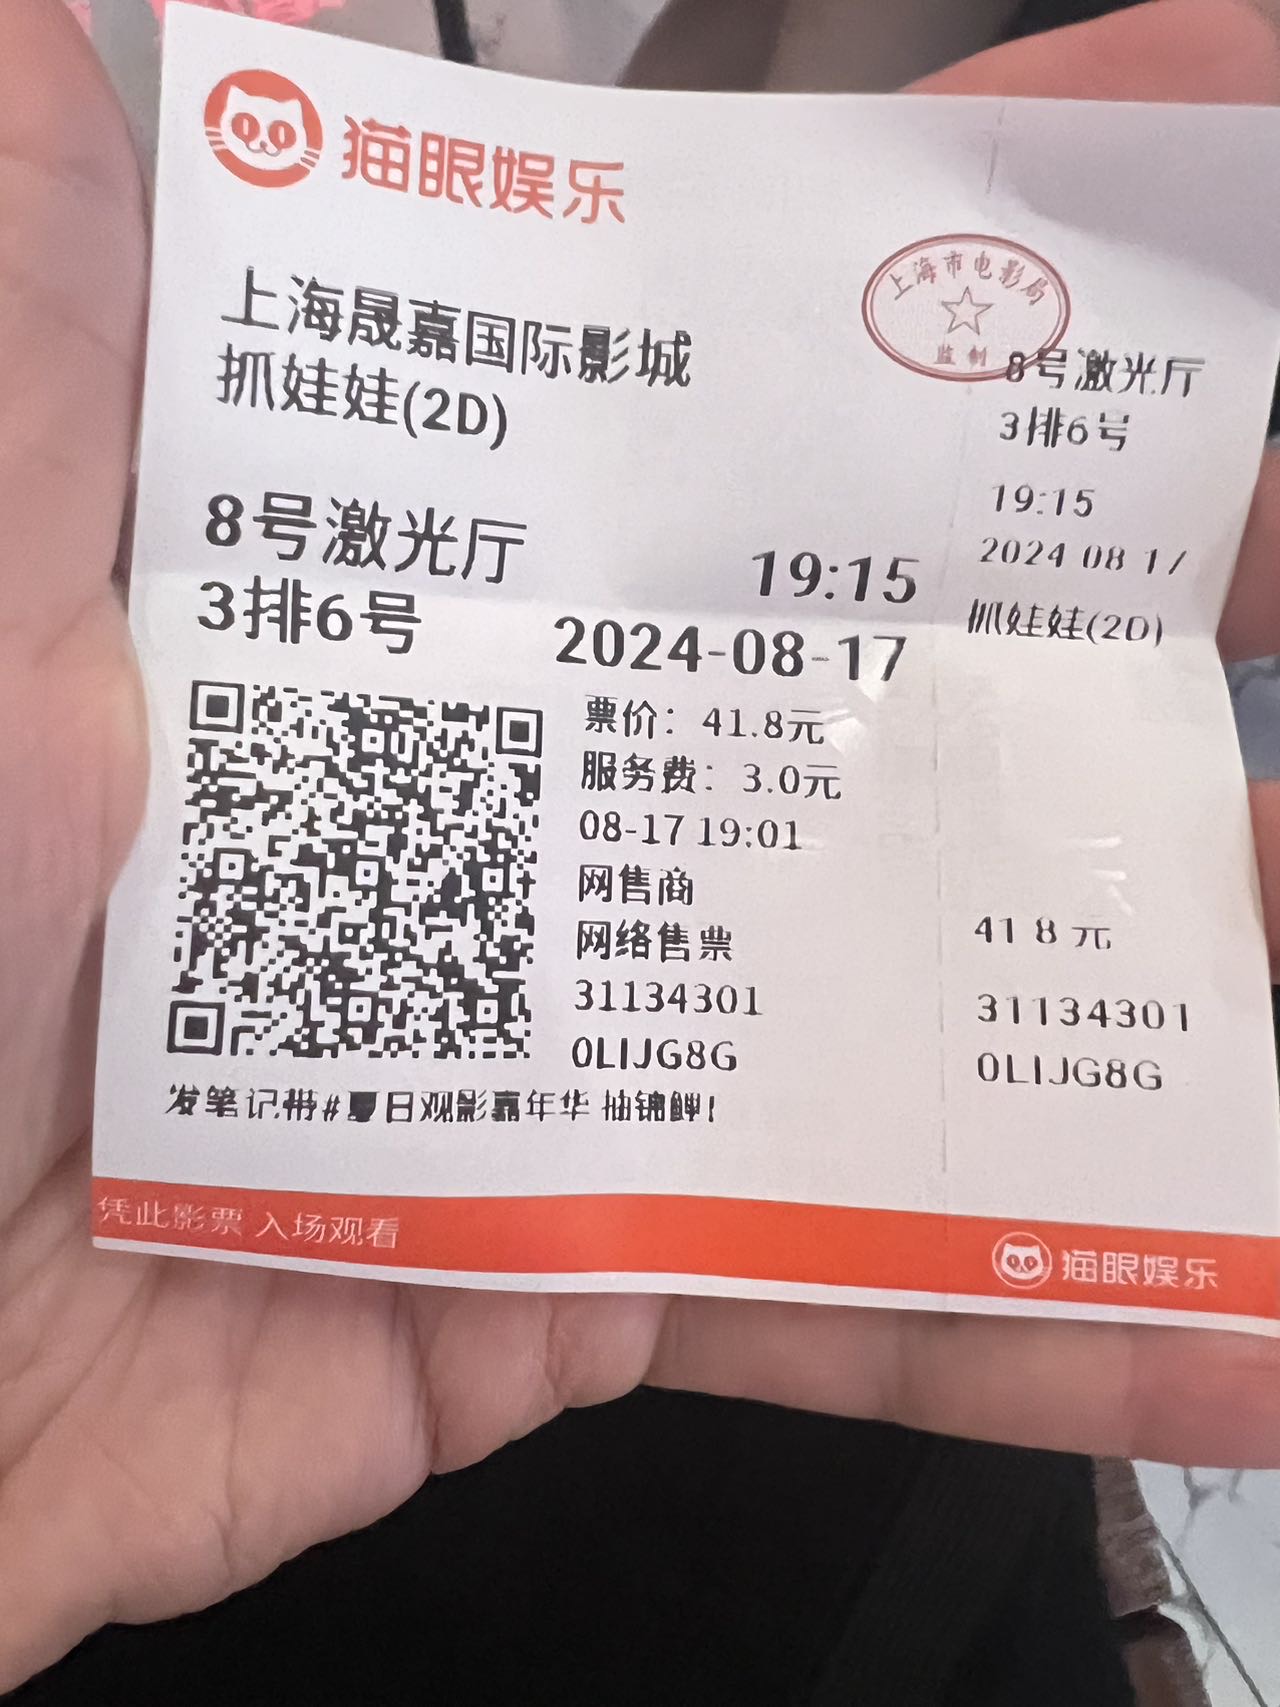 猫眼娱乐
上海晟嘉国际影城
抓娃娃(2D)
8号激光厅
3排6号
19:15
2024-08-17
票价：41.8元
服务费：3.0元
08-17 19:01
网售商
网络售票
31134301
0LIJG8G
发笔记带#夏日观影嘉年华 抽锦鲤!
上海市电影局
监制
8号激光厅
3排6号
19:15
2024 08 17
抓娃娃(2D)
41 8 元
31134301
0LIJG8G
凭此影票 入场观看
猫眼娱乐